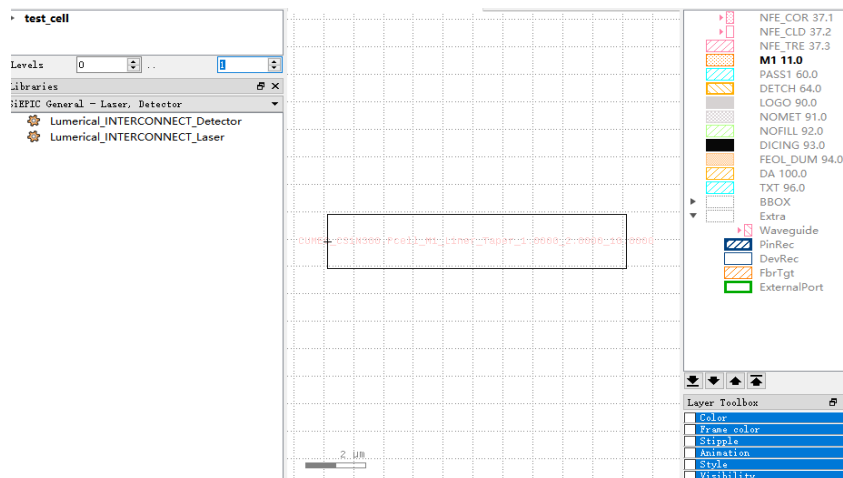 test_cell
Levels 0 .. 1
Libraries
SiEPIC General - Laser, Detector
Lumerical_INTERCONNECT_Detector
Lumerical_INTERCONNECT_Laser
2 μm
NFE_COR 37.1
NFE_CLD 37.2
NFE_TRE 37.3
M1 11.0
PASS1 60.0
DETCH 64.0
LOGO 90.0
NOMET 91.0
NOFILL 92.0
DICING 93.0
FEOL_DUM 94.0
DA 100.0
TXT 96.0
BBOX
Extra
Waveguide
PinRec
DevRec
FbrTgt
ExternalPort
Layer Toolbox
Color
Frame color
Stipple
Animation
Style
Visibility